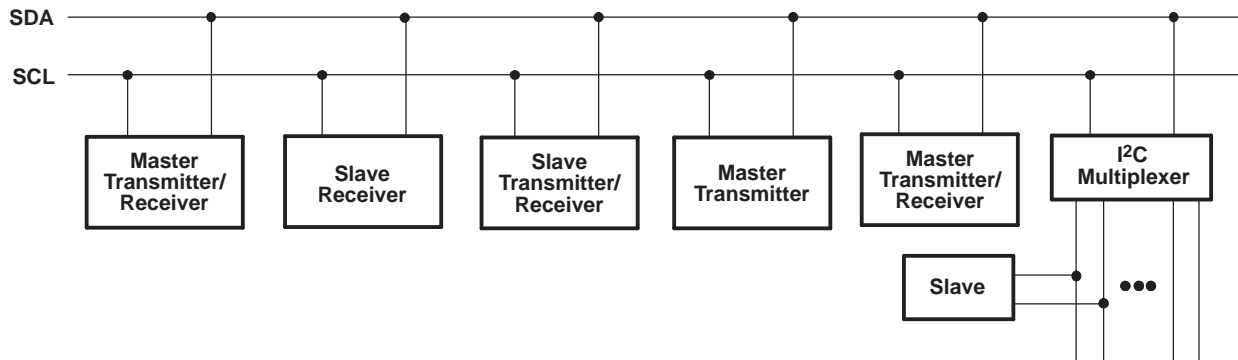 SDA
SCL
Master
Transmitter/
Receiver
Slave
Receiver
Slave
Transmitter/
Receiver
Master
Transmitter
Master
Transmitter/
Receiver
I²C
Multiplexer
Slave